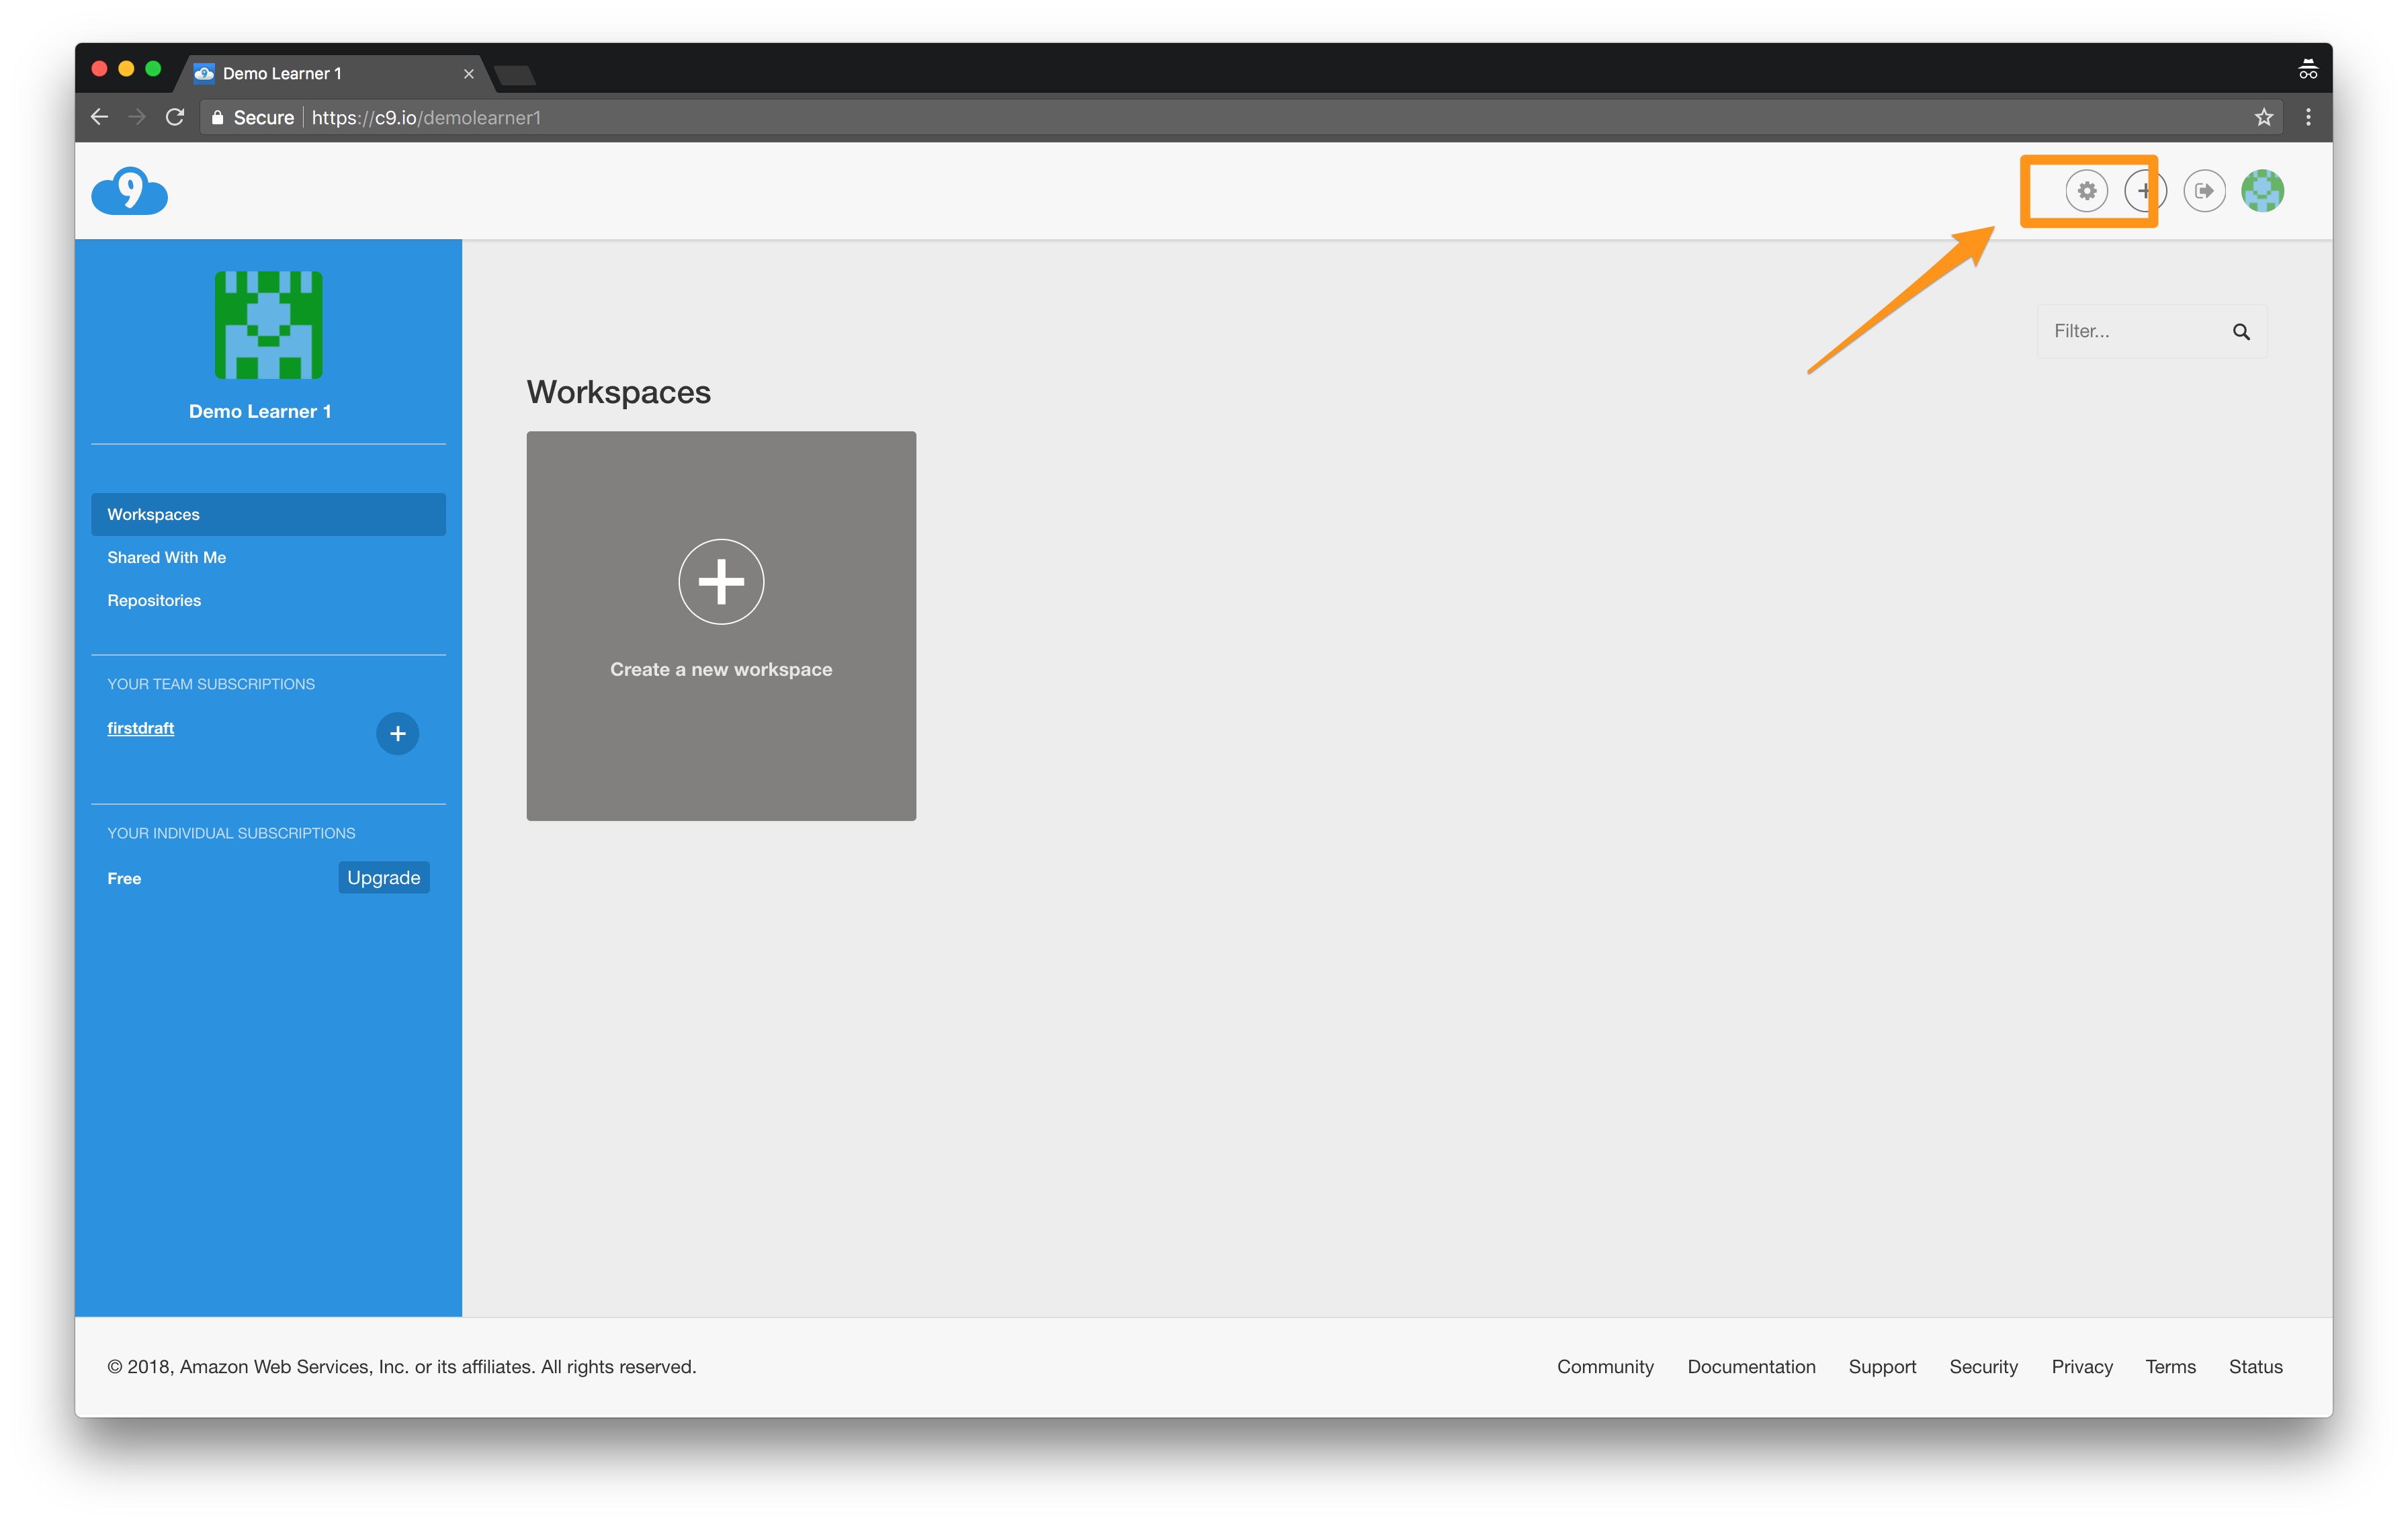 Demo Learner 1
Secure https://c9.io/demolearner1
9
Filter...
Demo Learner 1
Workspaces
Shared With Me
Repositories
YOUR TEAM SUBSCRIPTIONS
firstdraft
YOUR INDIVIDUAL SUBSCRIPTIONS
Free
Upgrade
Workspaces
Create a new workspace
© 2018, Amazon Web Services, Inc. or its affiliates. All rights reserved.
Community Documentation Support Security Privacy Terms Status